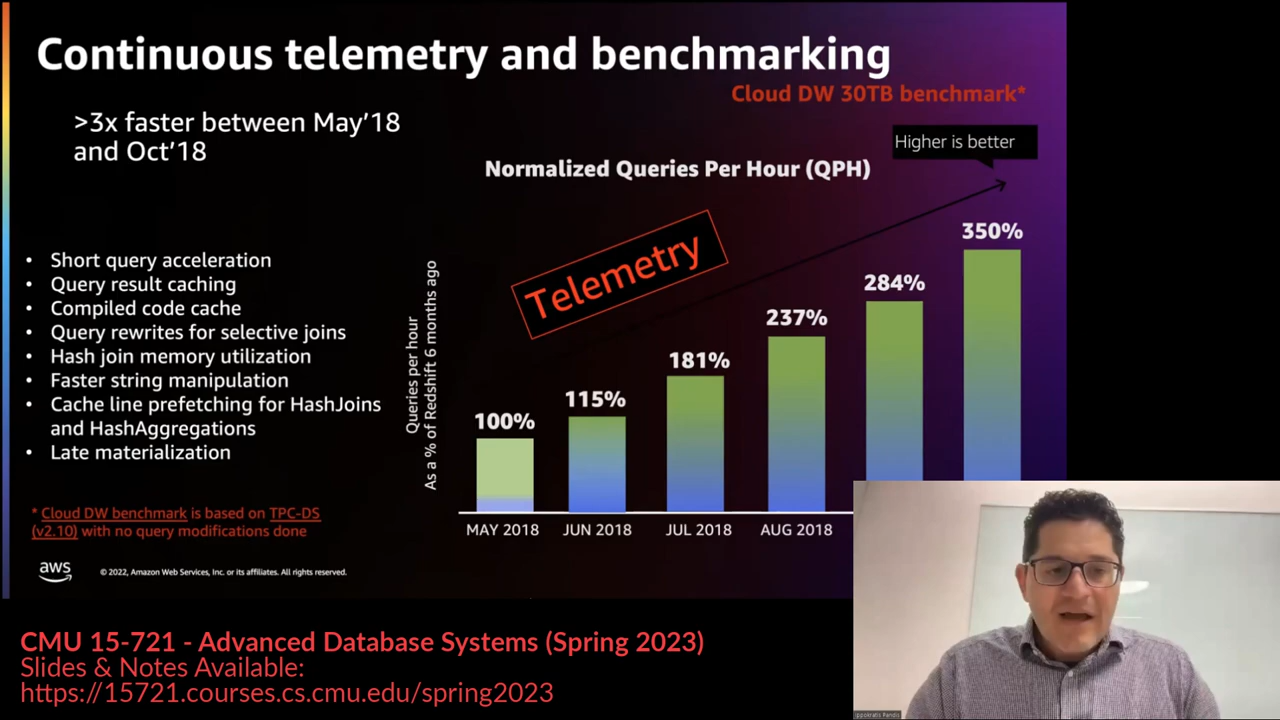 Continuous telemetry and benchmarking
Cloud DW 30TB benchmark*
>3x faster between May'18
and Oct'18
Higher is better
Normalized Queries Per Hour (QPH)
Telemetry
• Short query acceleration
• Query result caching
• Compiled code cache
• Query rewrites for selective joins
• Hash join memory utilization
• Faster string manipulation
• Cache line prefetching for HashJoins
and HashAggregations
• Late materialization
Queries per hour
As a % of Redshift 6 months ago
100%
115%
181%
237%
284%
350%
MAY 2018
JUN 2018
JUL 2018
AUG 2018
* Cloud DW benchmark is based on TPC-DS
(v2.10) with no query modifications done
aws
© 2022, Amazon Web Services, Inc. or its affiliates. All rights reserved.
CMU 15-721 - Advanced Database Systems (Spring 2023)
Slides & Notes Available:
https://15721.courses.cs.cmu.edu/spring2023
Ippokratis Pandis